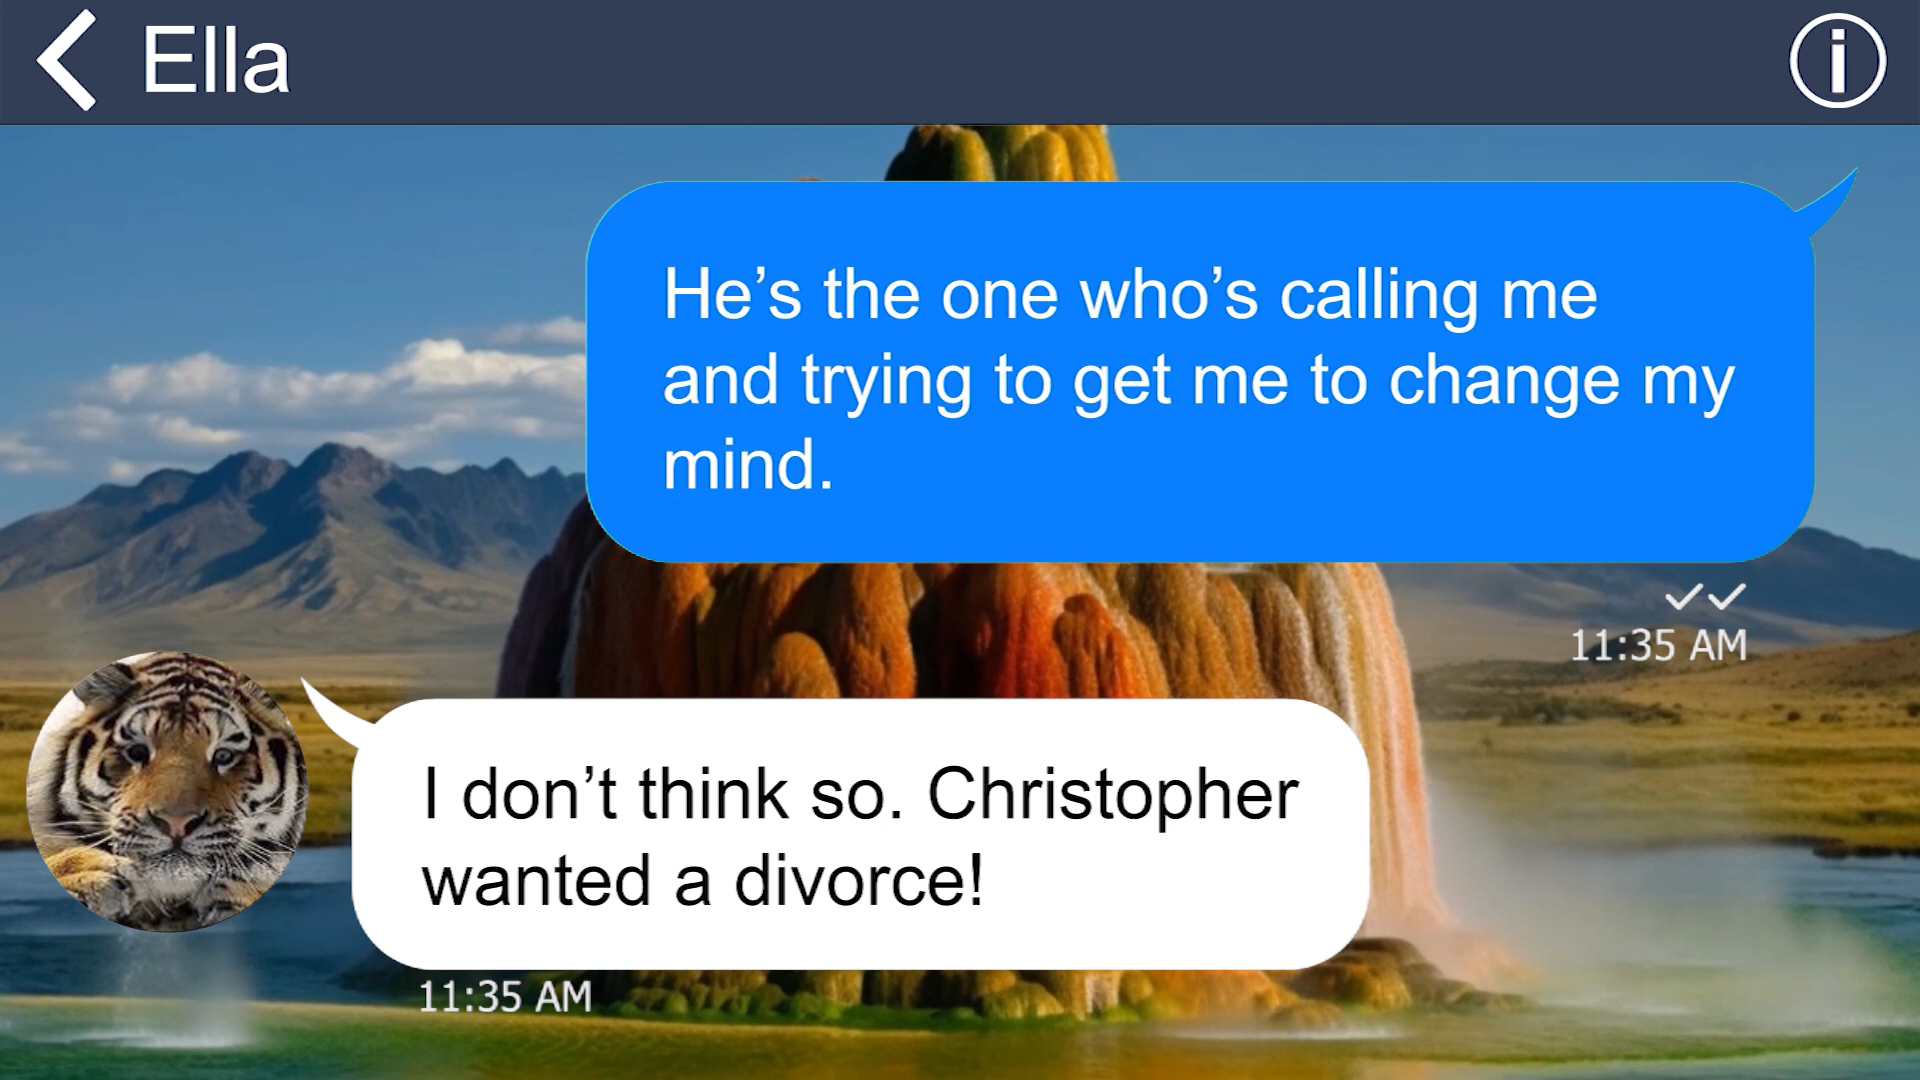 Ella
He’s the one who’s calling me
and trying to get me to change my
mind.
11:35 AM
I don’t think so. Christopher
wanted a divorce!
11:35 AM